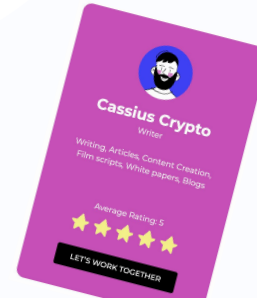 Cassius Crypto
Writer
Writing, Articles, Content Creation,
Film scripts, White papers, Blogs
Average Rating: 5
LET'S WORK TOGETHER